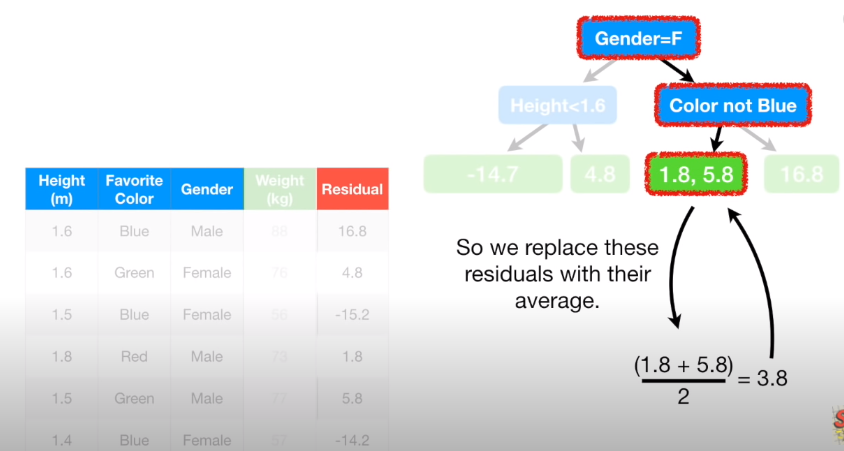 Gender=F
Height<1.6 Color not Blue
-14.7 4.8 1.8, 5.8 16.8
Height (m) Favorite Color Gender Weight (kg) Residual
1.6 Blue Male 88 16.8
1.6 Green Female 76 4.8
1.5 Blue Female 56 -15.2
1.8 Red Male 73 1.8
1.5 Green Male 77 5.8
1.4 Blue Female 57 -14.2
So we replace these
residuals with their
average.
(1.8 + 5.8)
2
= 3.8